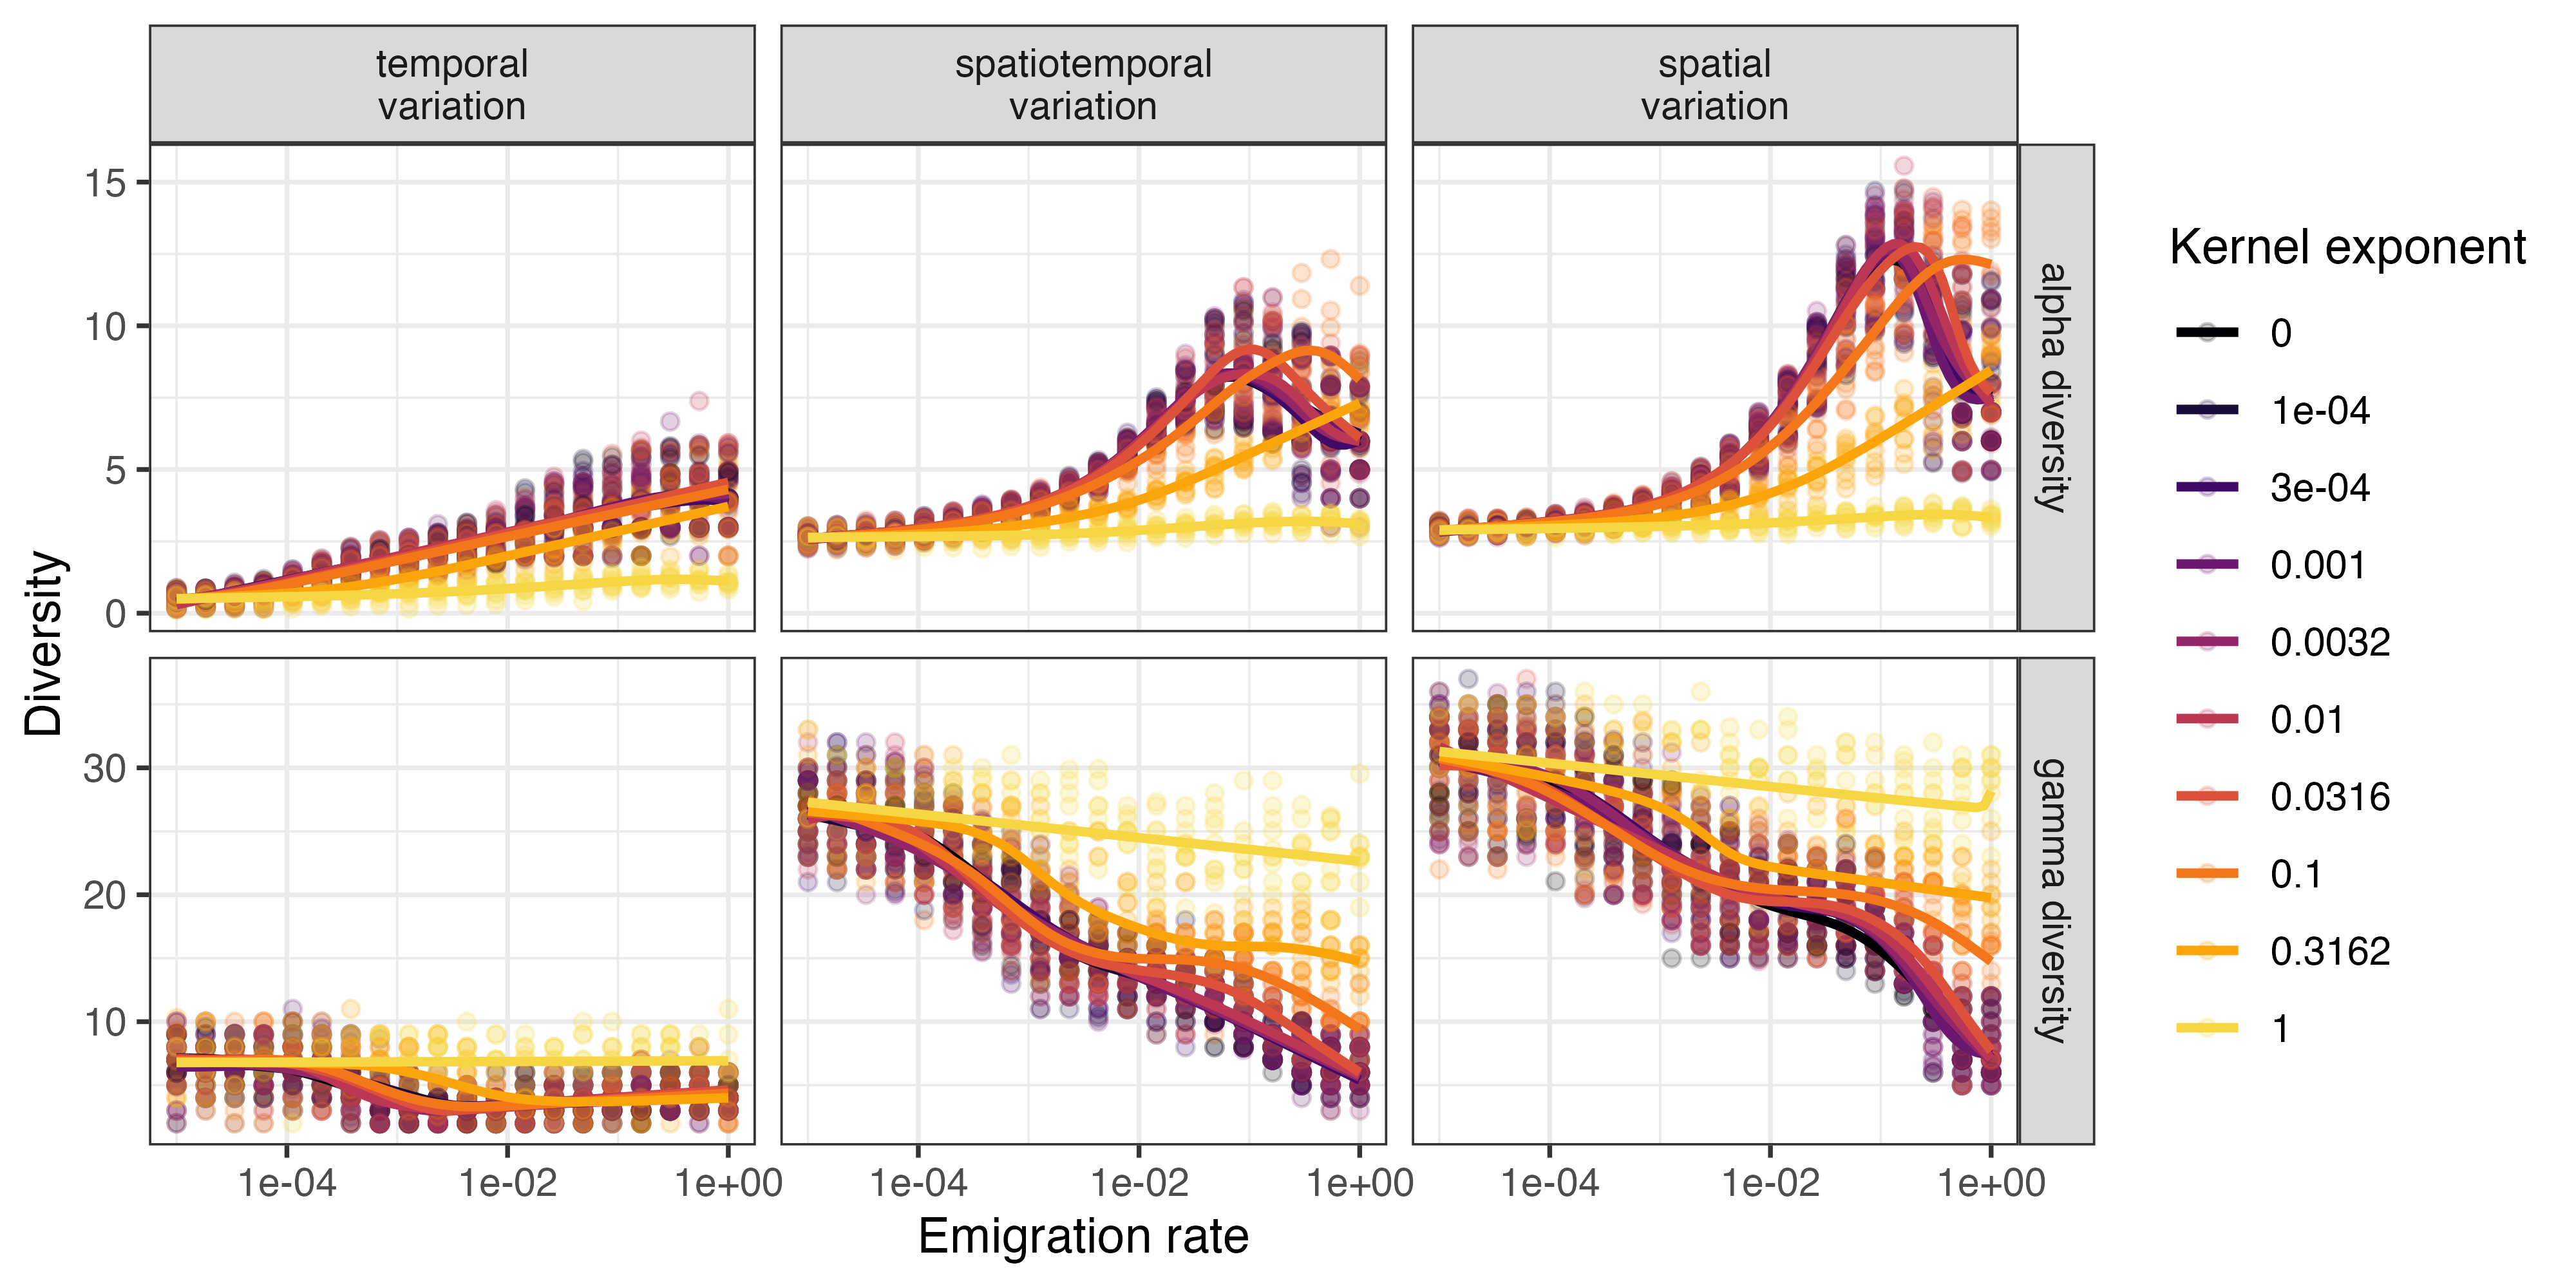 temporal
variation
spatiotemporal
variation
spatial
variation
15
10
5
0
alpha diversity
30
20
10
gamma diversity
Diversity
1e-04
1e-02
1e+00
1e-04
1e-02
1e+00
1e-04
1e-02
1e+00
Emigration rate
Kernel exponent
0
1e-04
3e-04
0.001
0.0032
0.01
0.0316
0.1
0.3162
1